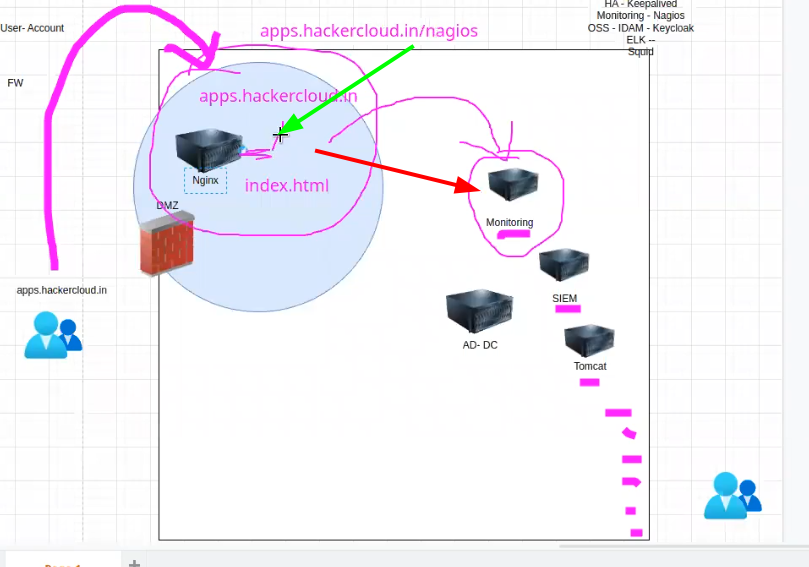 HA - Keepalived
Monitoring - Nagios
OSS - IDAM - Keycloak
ELK --
Squid
User- Account
apps.hackercloud.in/nagios
FW
apps.hackercloud.in
Nginx
index.html
DMZ
Monitoring
apps.hackercloud.in
SIEM
AD- DC
Tomcat